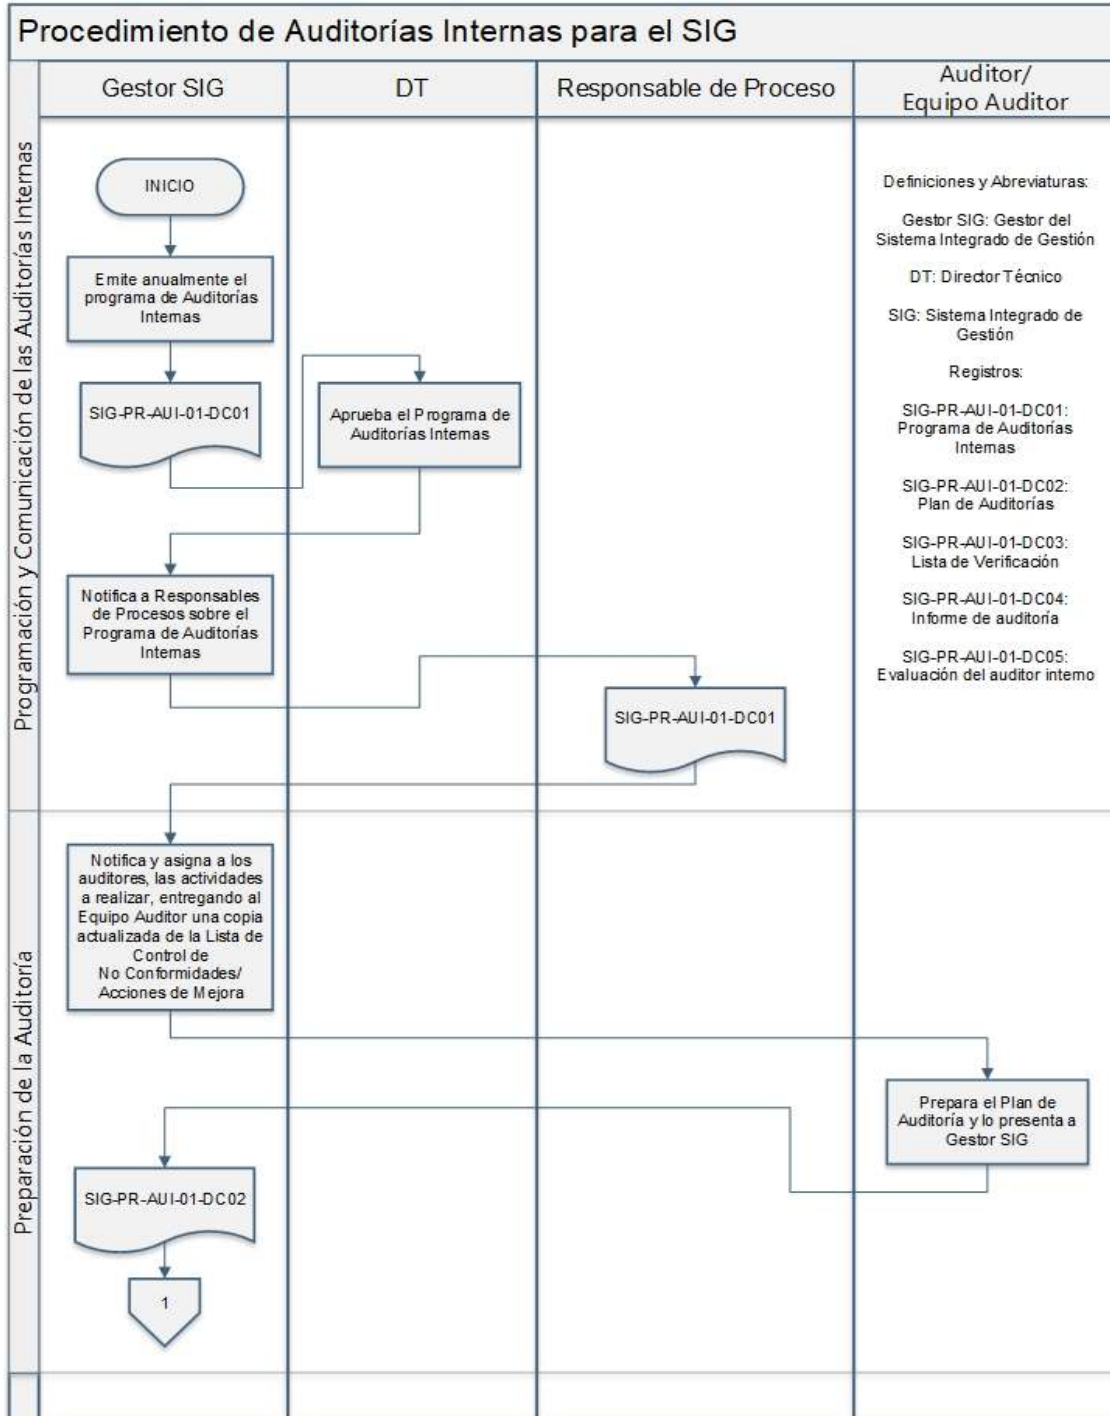 Procedimiento de Auditorías Internas para el SIG
Gestor SIG
DT
Responsable de Proceso
Auditor/
Equipo Auditor
Programación y Comunicación de las Auditorías Internas
INICIO
Emite anualmente el
programa de Auditorías
Internas
SIG-PR-AUI-01-DC01
Aprueba el Programa de
Auditorías Internas
Notifica a Responsables
de Procesos sobre el
Programa de Auditorías
Internas
SIG-PR-AUI-01-DC01
Definiciones y Abreviaturas:
Gestor SIG: Gestor del
Sistema Integrado de Gestión
DT: Director Técnico
SIG: Sistema Integrado de
Gestión
Registros:
SIG-PR-AUI-01-DC01:
Programa de Auditorías
Internas
SIG-PR-AUI-01-DC02:
Plan de Auditorías
SIG-PR-AUI-01-DC03:
Lista de Verificación
SIG-PR-AUI-01-DC04:
Informe de auditoría
SIG-PR-AUI-01-DC05:
Evaluación del auditor interno
Preparación de la Auditoría
Notifica y asigna a los
auditores, las actividades
a realizar, entregando al
Equipo Auditor una copia
actualizada de la Lista de
Control de
No Conformidades/
Acciones de Mejora
Prepara el Plan de
Auditoría y lo presenta a
Gestor SIG
SIG-PR-AUI-01-DC02
1